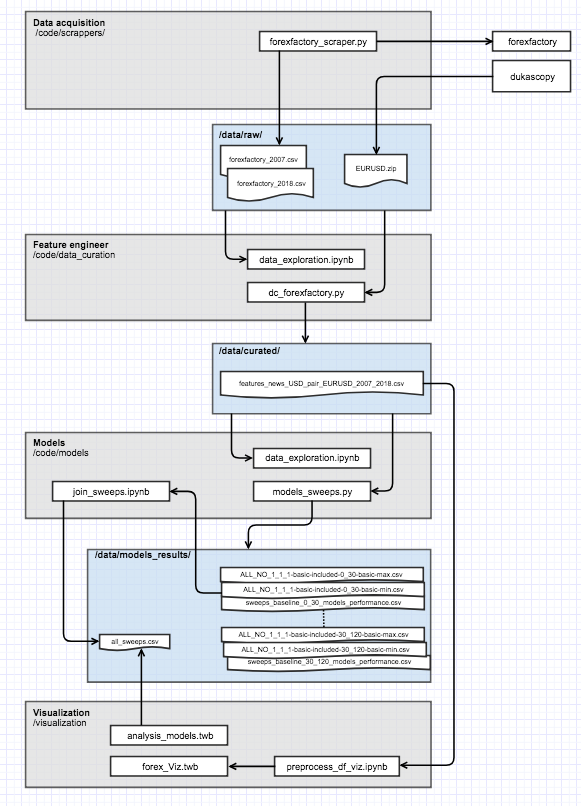 Data acquisition
/code/scrappers/
forexfactory_scraper.py
forexfactory
dukascopy
/data/raw/
forexfactory_2007.csv
forexfactory_2018.csv
EURUSD.zip
Feature engineer
/code/data_curation
data_exploration.ipynb
dc_forexfactory.py
/data/curated/
features_news_USD_pair_EURUSD_2007_2018.csv
Models
/code/models
data_exploration.ipynb
join_sweeps.ipynb
models_sweeps.py
/data/models_results/
ALL_NO_1_1_1-basic-included-0_30-basic-max.csv
ALL_NO_1_1_1-basic-included-0_30-basic-min.csv
sweeps_baseline_0_30_models_performance.csv
all_sweeps.csv
ALL_NO_1_1_1-basic-included-30_120-basic-max.csv
ALL_NO_1_1_1-basic-included-30_120-basic-min.csv
sweeps_baseline_30_120_models_performance.csv
Visualization
/visualization
analysis_models.twb
forex_Viz.twb
preprocess_df_viz.ipynb